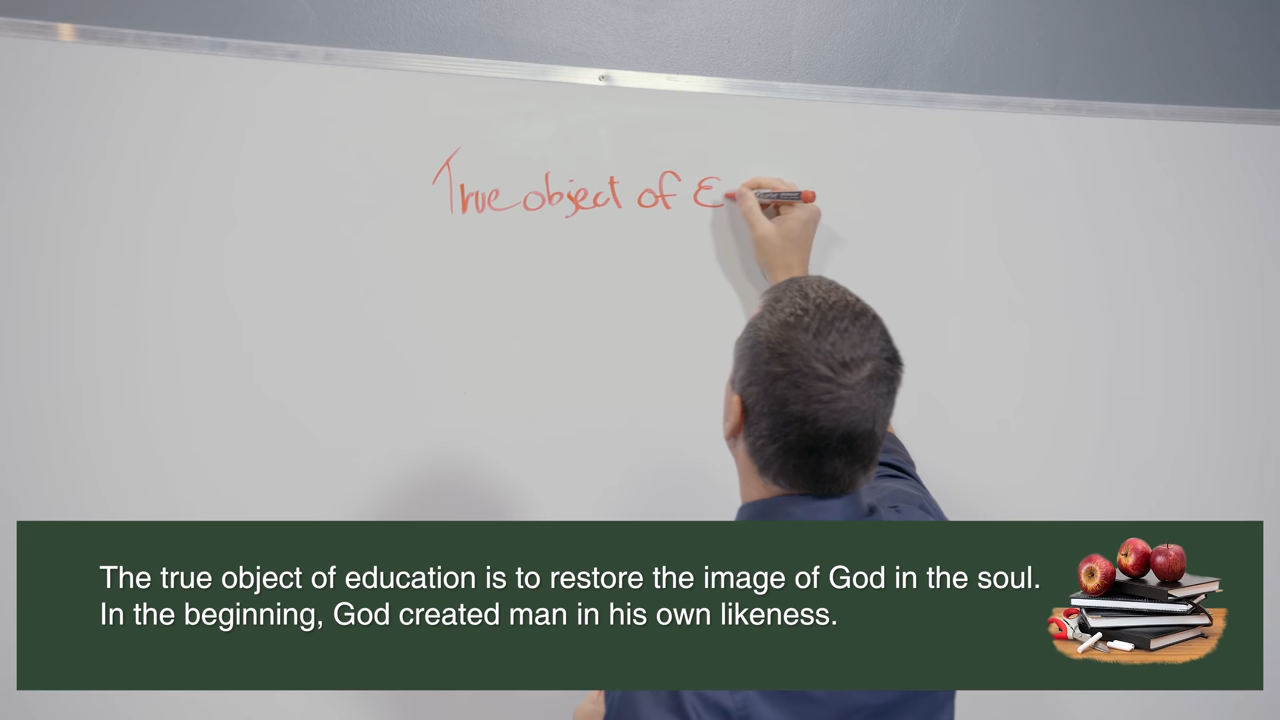 True object of E
The true object of education is to restore the image of God in the soul.
In the beginning, God created man in his own likeness.